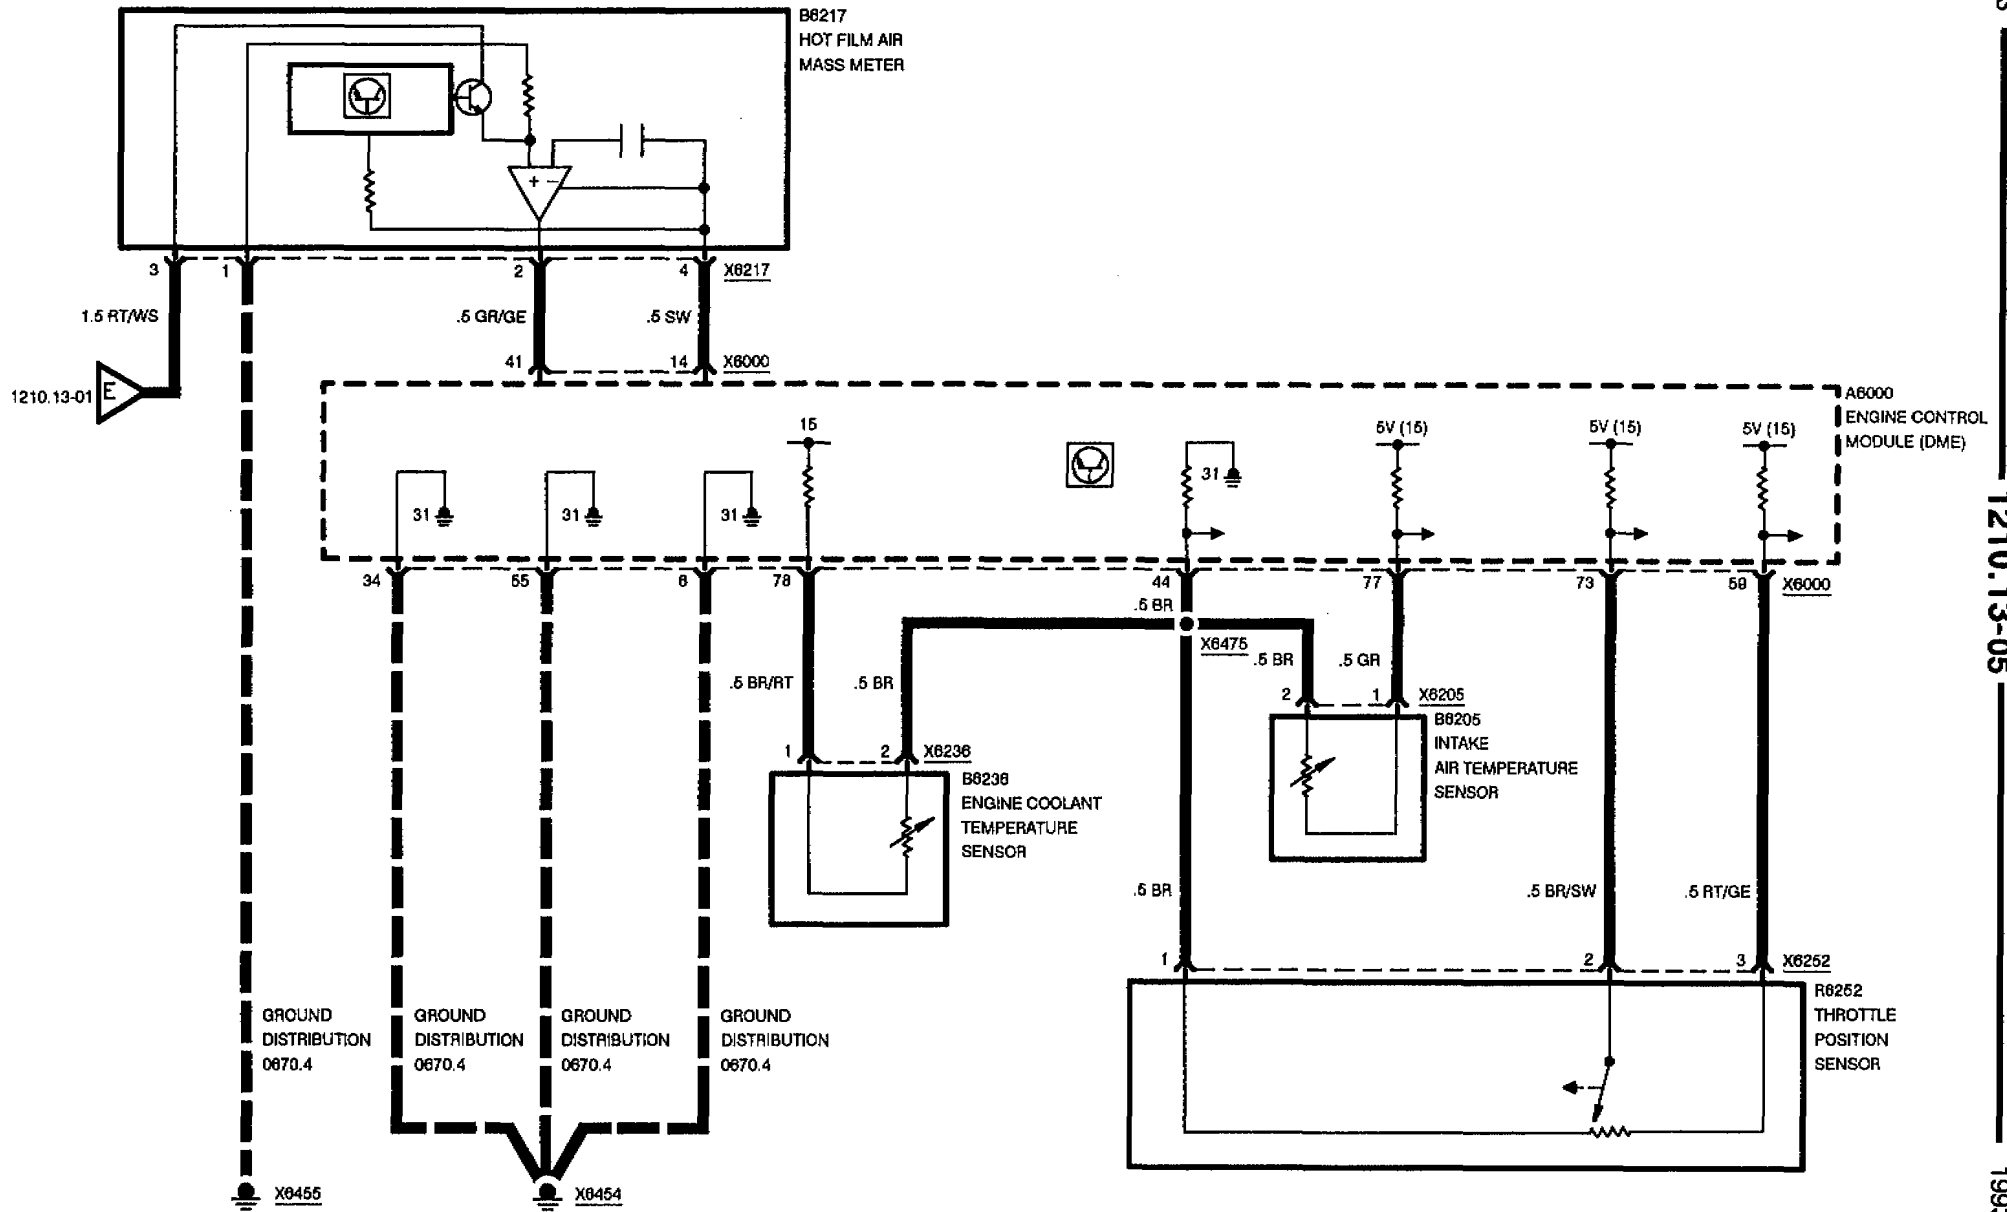 B6217
HOT FILM AIR
MASS METER
+ −
3
1
2
4
X6217
1.5 RT/WS
.5 GR/GE
.5 SW
41
14
X6000
1210.13-01
E
A6000
ENGINE CONTROL
MODULE (DME)
15
5V (15)
5V (15)
5V (15)
31
31
31
31
34
55
6
78
44
77
73
59
X6000
.5 BR
X6475
.5 BR/RT
.5 BR
.5 BR
.5 GR
2
1
X6205
B6205
INTAKE
AIR TEMPERATURE
SENSOR
1
2
X6236
B6236
ENGINE COOLANT
TEMPERATURE
SENSOR
.5 BR
.5 BR/SW
.5 RT/GE
1
2
3
X6252
R6252
THROTTLE
POSITION
SENSOR
GROUND
DISTRIBUTION
0670.4
GROUND
DISTRIBUTION
0670.4
GROUND
DISTRIBUTION
0670.4
GROUND
DISTRIBUTION
0670.4
X6455
X6454
1210.13-05